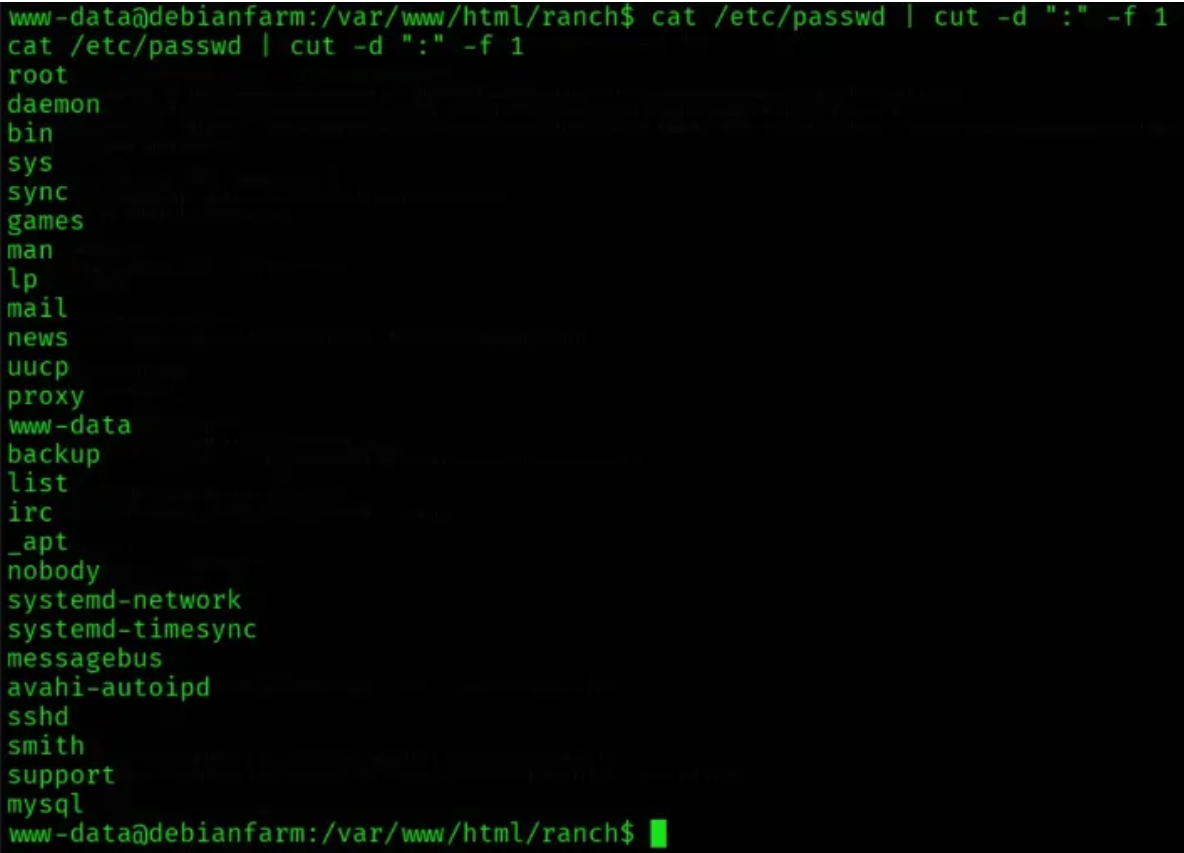 www-data@debianfarm:/var/www/html/ranch$ cat /etc/passwd | cut -d ":" -f 1
cat /etc/passwd | cut -d ":" -f 1
root
daemon
bin
sys
sync
games
man
lp
mail
news
uucp
proxy
www-data
backup
list
irc
_apt
nobody
systemd-network
systemd-timesync
messagebus
avahi-autoipd
sshd
smith
support
mysql
www-data@debianfarm:/var/www/html/ranch$